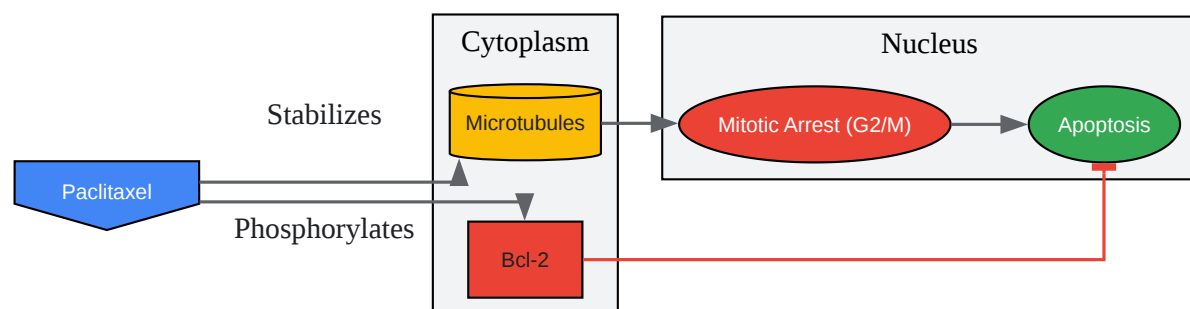 Cytoplasm
Nucleus
Stabilizes
Microtubules
Mitotic Arrest (G2/M)
Apoptosis
Paclitaxel
Phosphorylates
Bcl-2